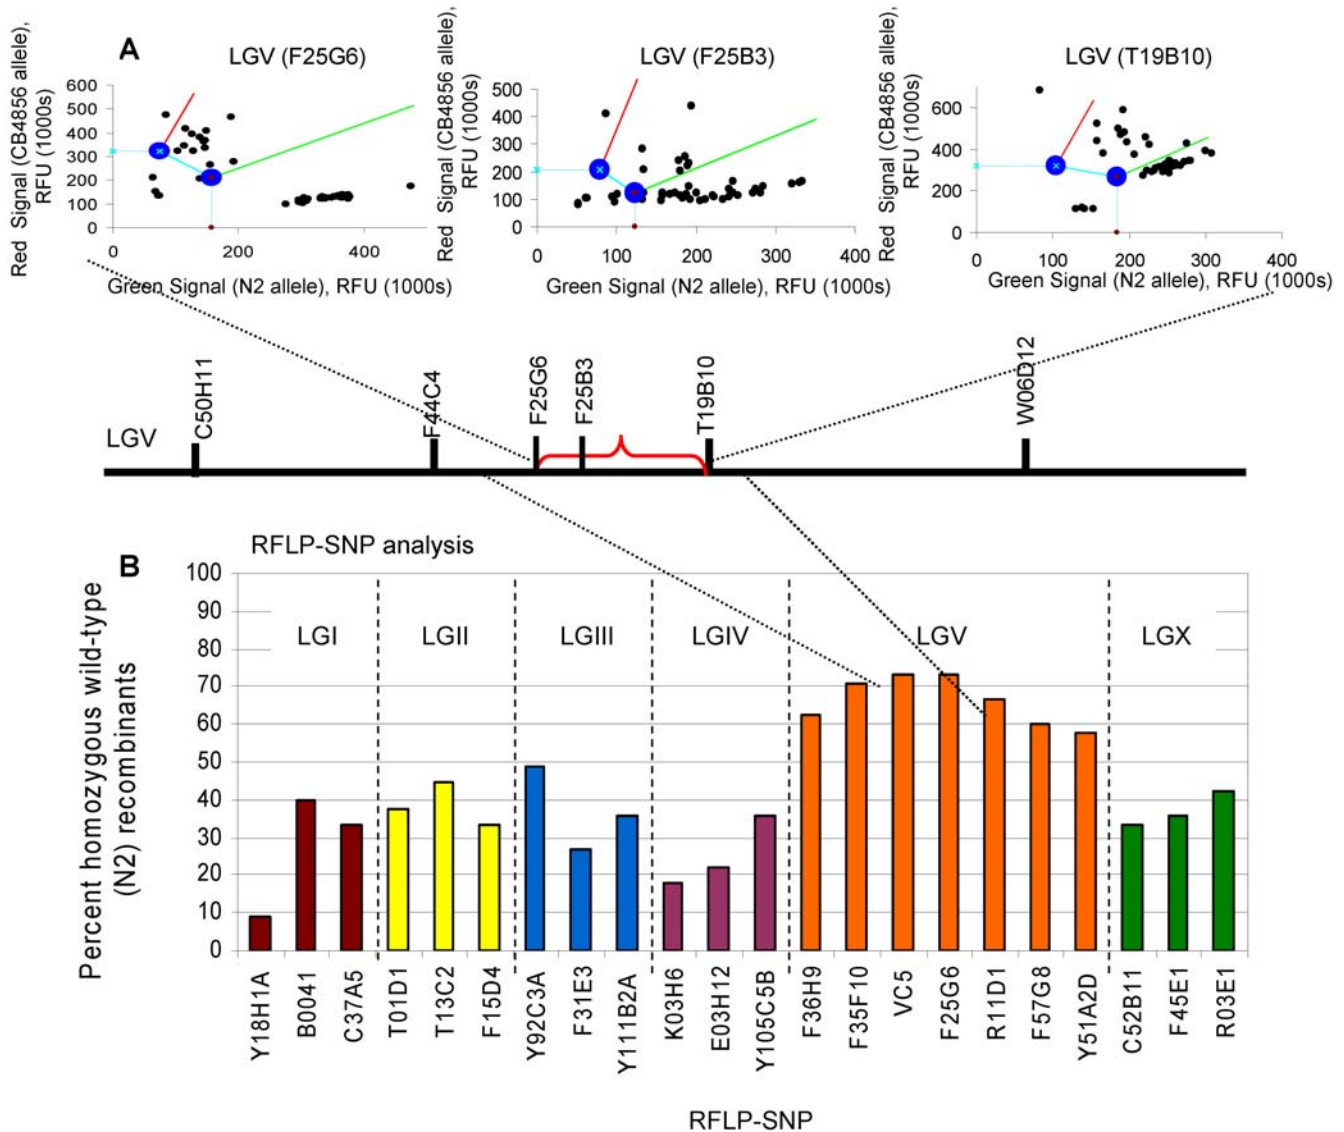 A
LGV (F25G6)
Red Signal (CB4856 allele),
RFU (1000s)
600
500
400
300
200
100
0
0
200
400
Green Signal (N2 allele), RFU (1000s)
LGV (F25B3)
Red Signal (CB4856 allele),
RFU (1000s)
500
400
300
200
100
0
0
100
200
300
400
Green Signal (N2 allele), RFU (1000s)
LGV (T19B10)
Red Signal (CB4856 allele),
RFU (1000s)
600
400
200
0
0
100
200
300
400
Green Signal (N2 allele), RFU (1000s)
LGV
C50H11
F44C4
F25G6
F25B3
T19B10
W06D12
B
RFLP-SNP analysis
Percent homozygous wild-type
(N2) recombinants
100
90
80
70
60
50
40
30
20
10
0
LGI
LGII
LGIII
LGIV
LGV
LGX
Y18H1A
B0041
C37A5
T01D1
T13C2
F15D4
Y92C3A
F31E3
Y111B2A
K03H6
E03H12
Y105C5B
F36H9
F35F10
VC5
F25G6
R11D1
F57G8
Y51A2D
C52B11
F45E1
R03E1
RFLP-SNP